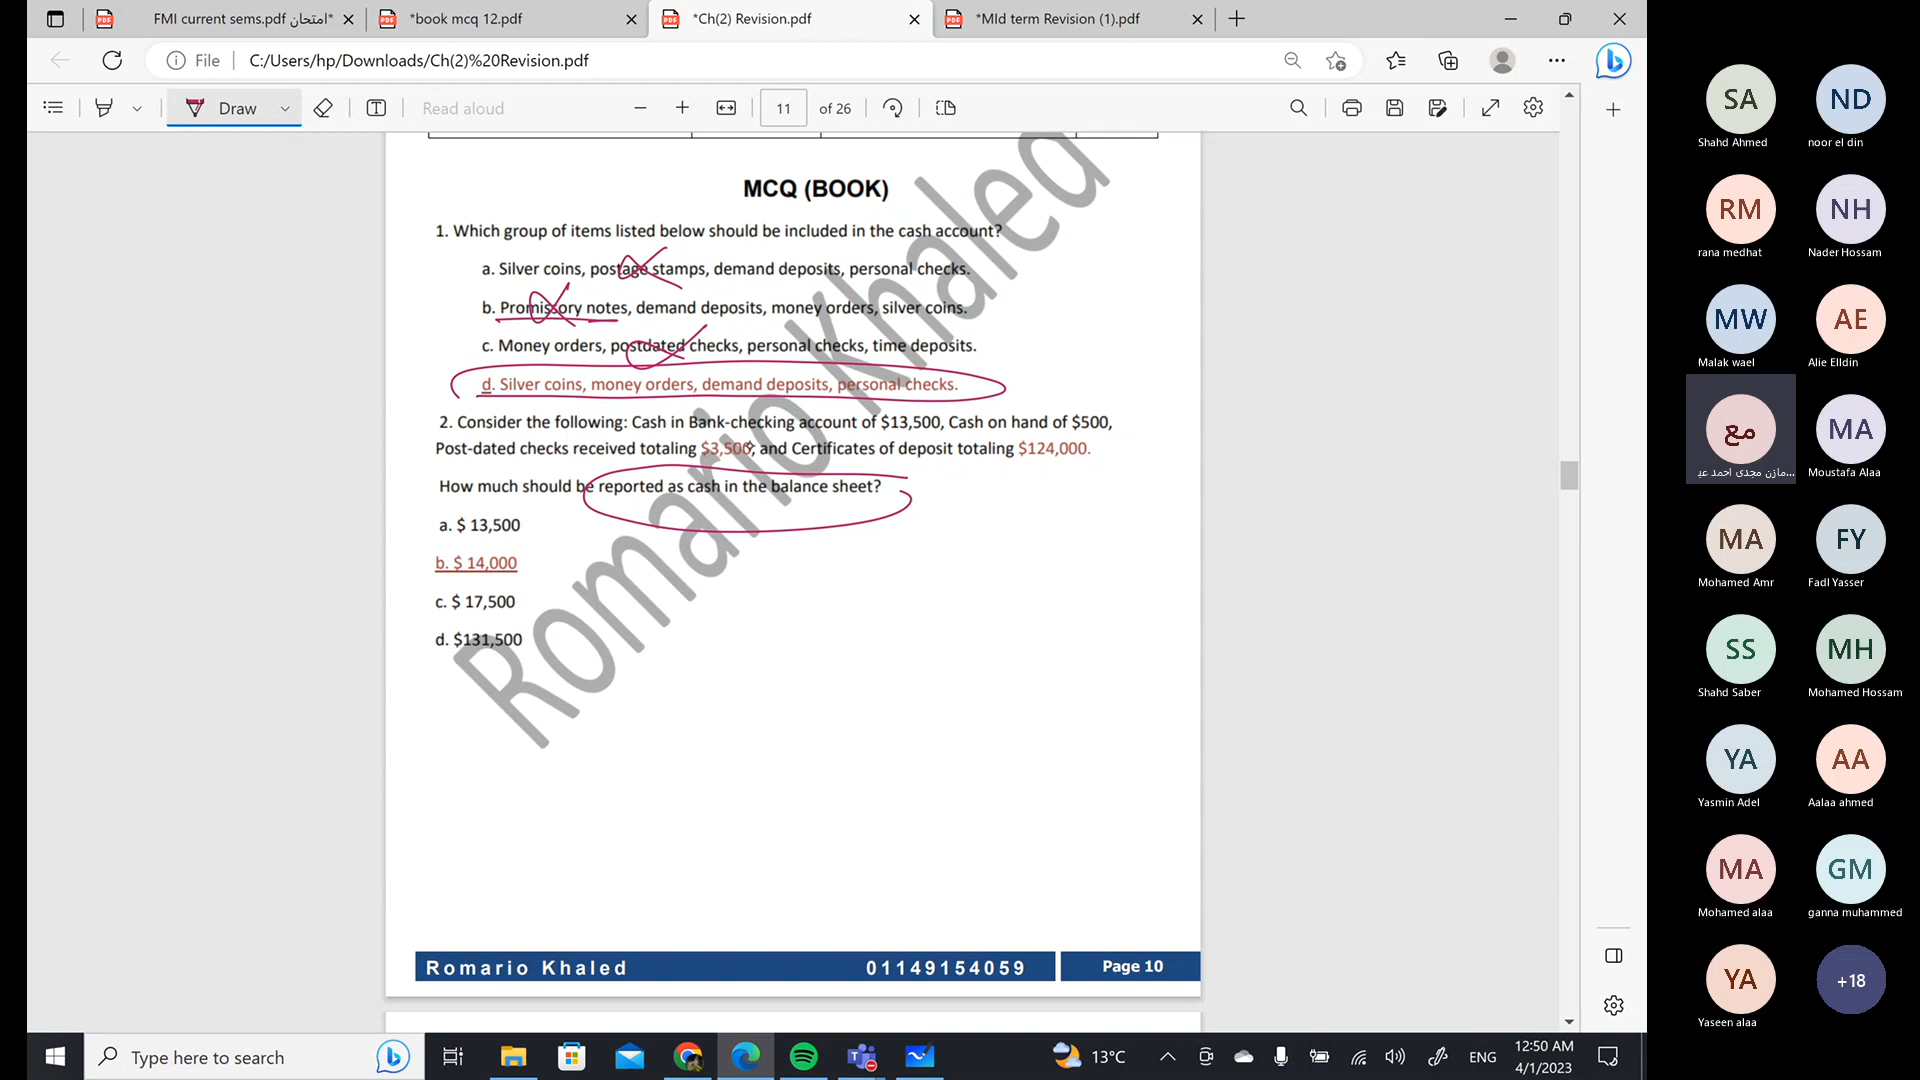 FMI current sems.pdf امتحان*
*book mcq 12.pdf
*Ch(2) Revision.pdf
*MId term Revision (1).pdf
File
C:/Users/hp/Downloads/Ch(2)%20Revision.pdf
Draw
Read aloud
11
of 26
MCQ (BOOK)
1. Which group of items listed below should be included in the cash account?
a. Silver coins, postage stamps, demand deposits, personal checks.
b. Promissory notes, demand deposits, money orders, silver coins.
c. Money orders, postdated checks, personal checks, time deposits.
d. Silver coins, money orders, demand deposits, personal checks.
2. Consider the following: Cash in Bank-checking account of $13,500, Cash on hand of $500,
Post-dated checks received totaling $3,500, and Certificates of deposit totaling $124,000.
How much should be reported as cash in the balance sheet?
a. $ 13,500
b. $ 14,000
c. $ 17,500
d. $131,500
Romario Khaled
Romario Khaled
01149154059
Page 10
SA
ND
Shahd Ahmed
noor el din
RM
NH
rana medhat
Nader Hossam
MW
AE
Malak wael
Alie Elldin
مع
MA
مازن مجدى احمد عب...
Moustafa Alaa
MA
FY
Mohamed Amr
Fadl Yasser
SS
MH
Shahd Saber
Mohamed Hossam
YA
AA
Yasmin Adel
Aalaa ahmed
MA
GM
Mohamed alaa
ganna muhammed
YA
+18
Yaseen alaa
Type here to search
13°C
ENG
12:50 AM
4/1/2023